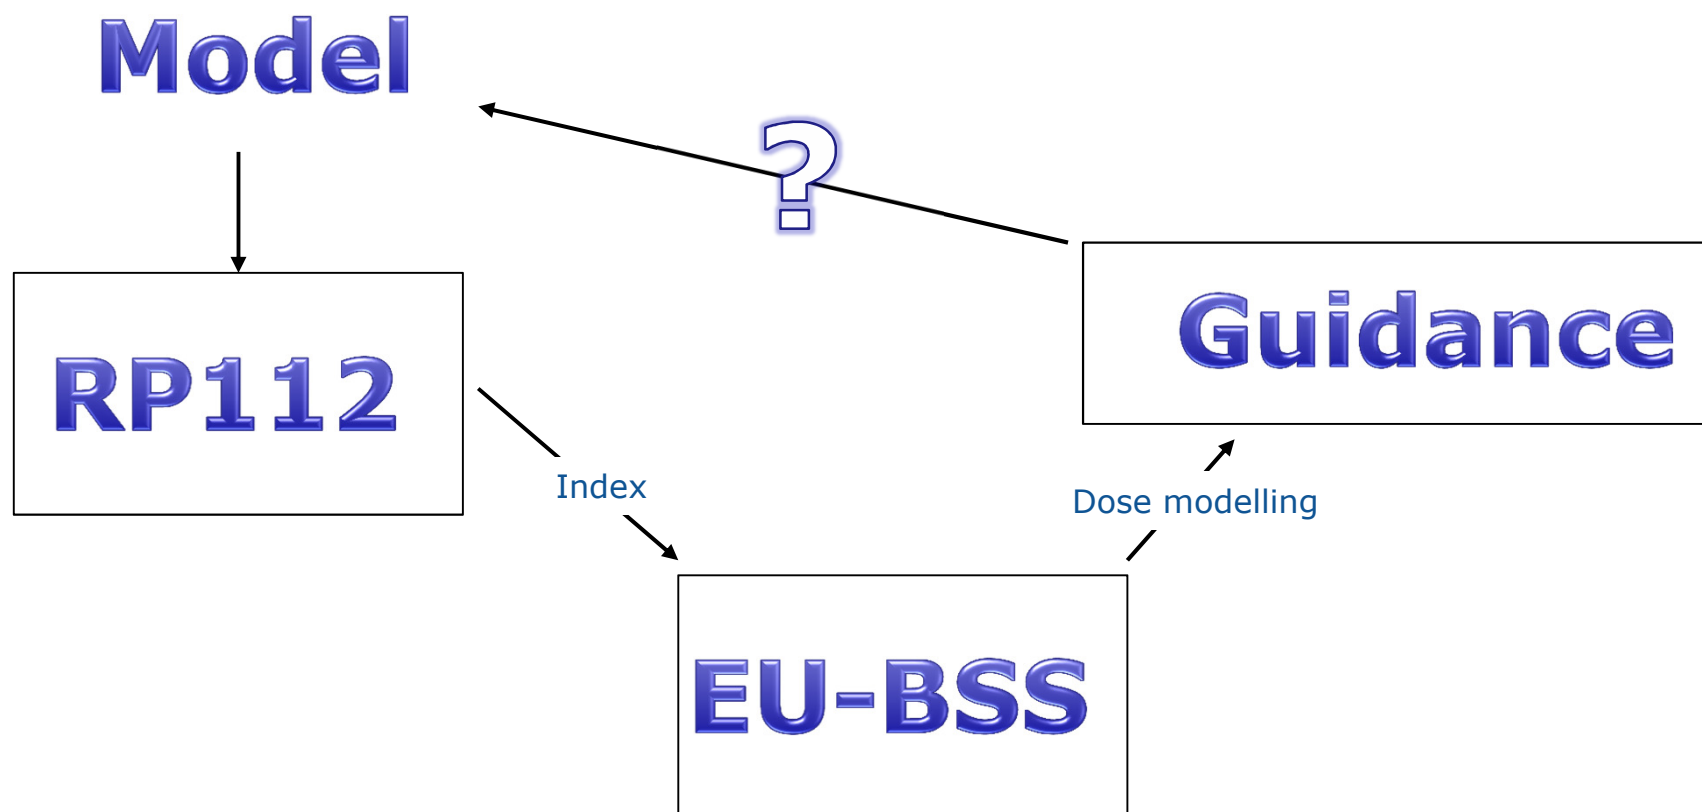 Model
?
Guidance
RP112
Index
Dose modelling
EU-BSS